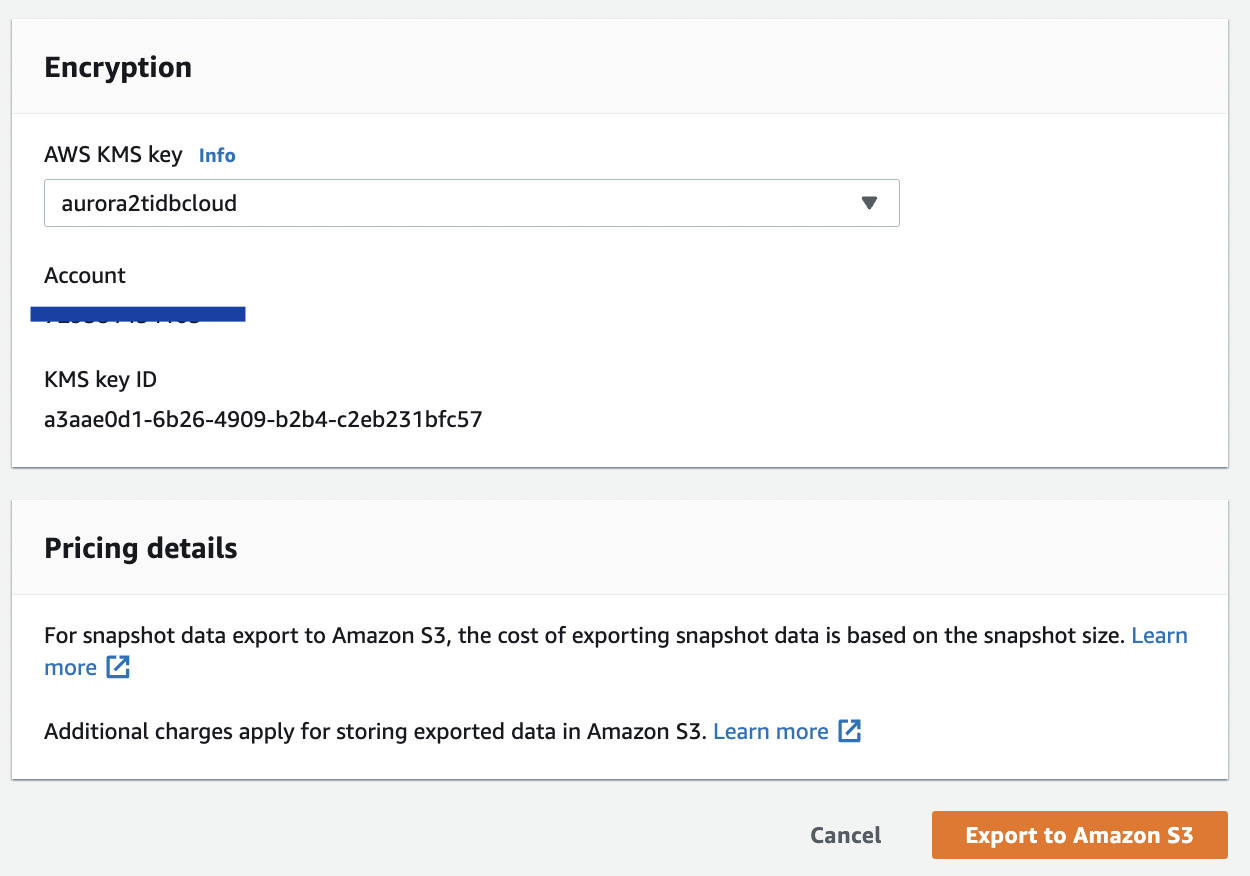 Encryption
AWS KMS key Info
aurora2tidbcloud
Account
KMS key ID
a3aae0d1-6b26-4909-b2b4-c2eb231bfc57
Pricing details
For snapshot data export to Amazon S3, the cost of exporting snapshot data is based on the snapshot size. Learn
more
Additional charges apply for storing exported data in Amazon S3. Learn more
Cancel Export to Amazon S3